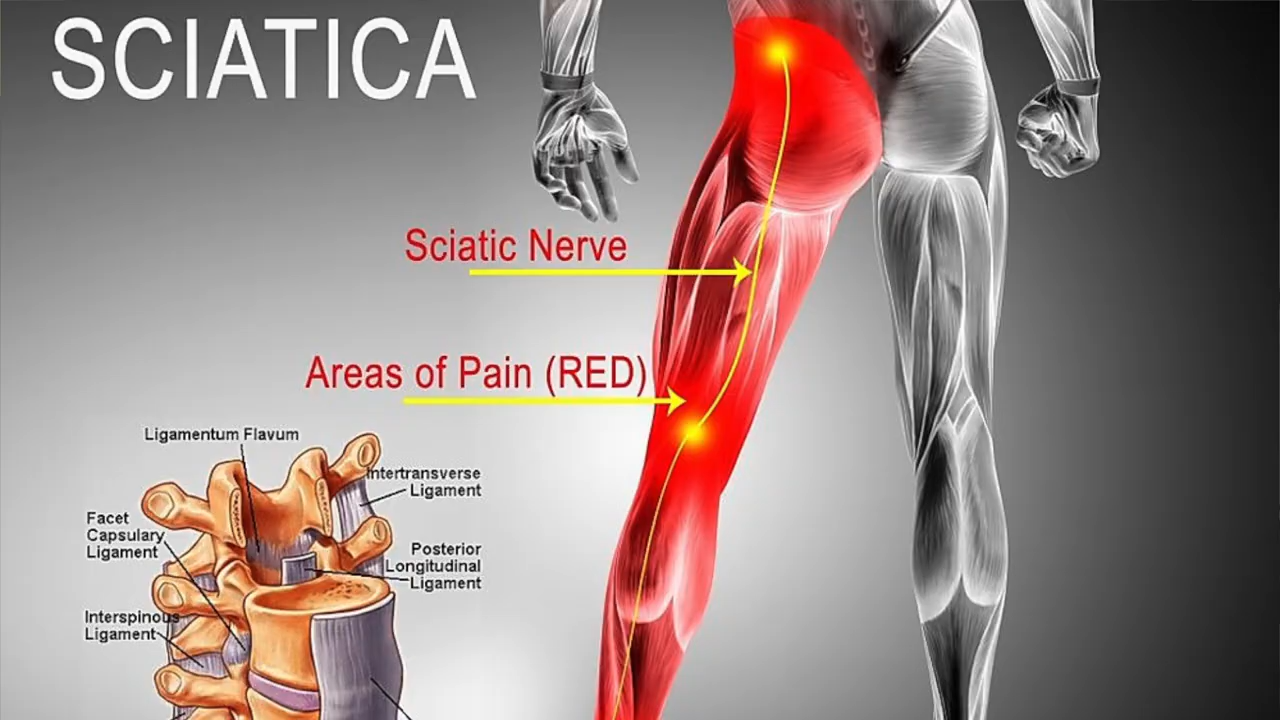 SCIATICA
Sciatic Nerve
Areas of Pain (RED)
Ligamentum Flavum
Intertransverse
Ligament
Facet
Capsulary
Ligament
Posterior
Longitudinal
Ligament
Interspinous
Ligament